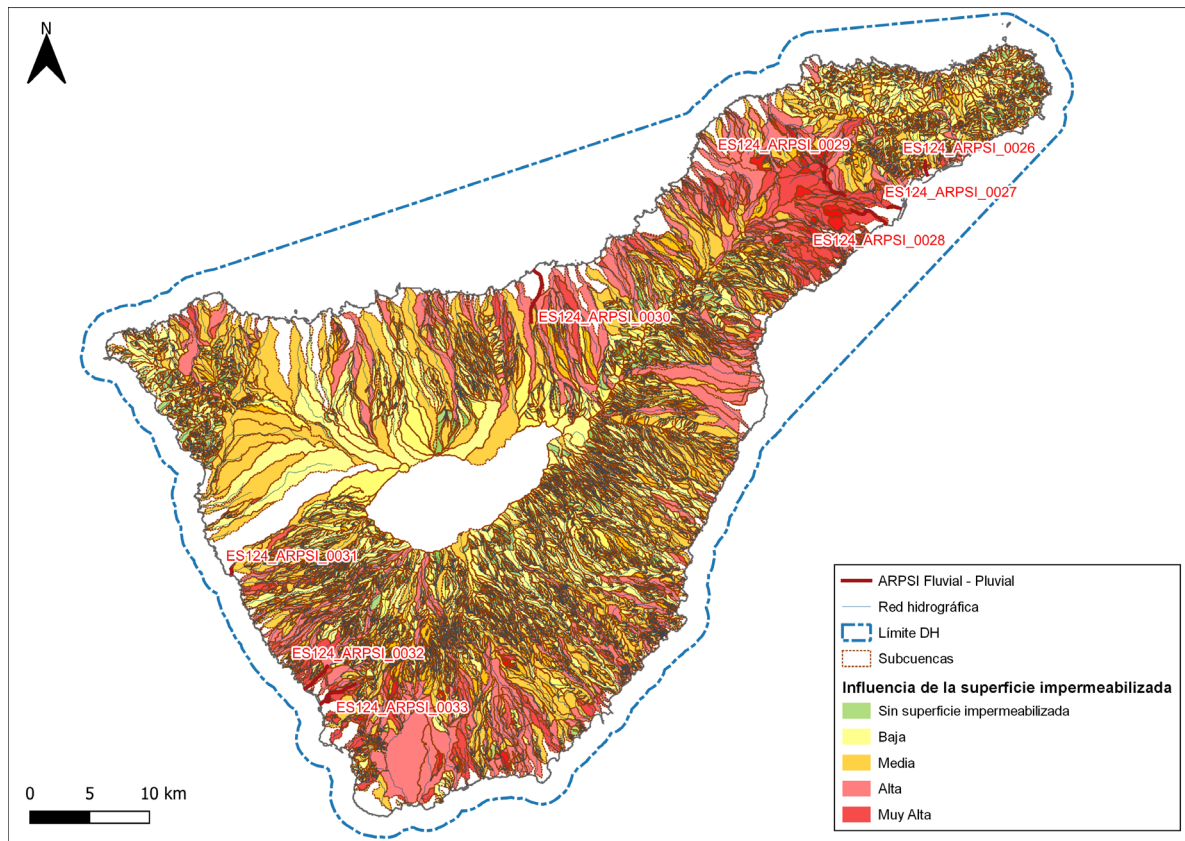 N
ES124_ARPSI_0029
ES124_ARPSI_0026
ES124_ARPSI_0027
ES124_ARPSI_0028
ES124_ARPSI_0030
ES124_ARPSI_0031
ES124_ARPSI_0032
ES124_ARPSI_0033
ARPSI Fluvial - Pluvial
Red hidrográfica
Límite DH
Subcuencas
Influencia de la superficie impermeabilizada
Sin superficie impermeabilizada
Baja
Media
Alta
Muy Alta
0 5 10 km